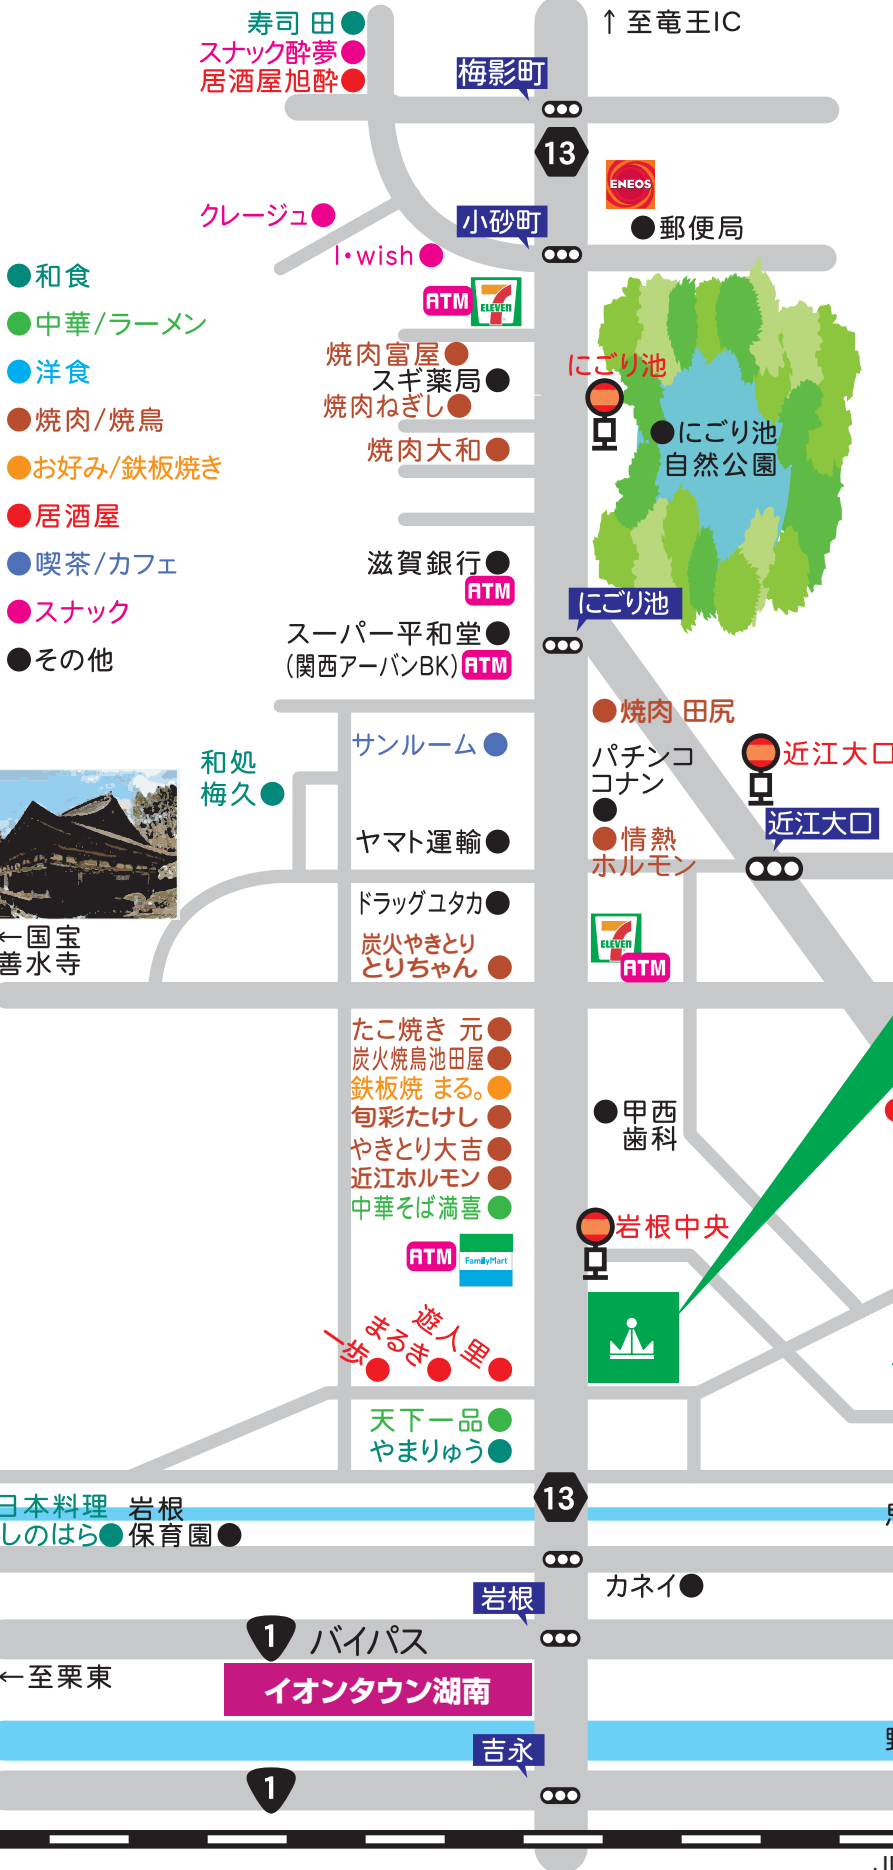 寿司 田
↑至竜王IC
スナック酔夢
居酒屋旭酔
梅影町
13
ENEOS
クレージュ
小砂町
郵便局
I・wish
和食
ATM
7
ELEVEN
中華/ラーメン
焼肉富屋
にごり池
洋食
スギ薬局
焼肉ねぎし
焼肉/焼鳥
にごり池
自然公園
焼肉大和
お好み/鉄板焼き
居酒屋
喫茶/カフェ
滋賀銀行
ATM
スナック
にごり池
スーパー平和堂
(関西アーバンBK)
ATM
その他
焼肉 田尻
サンルーム
パチンコ
コナン
近江大口
和処
梅久
近江大口
ヤマト運輸
情熱
ホルモン
ドラッグユタカ
←国宝
善水寺
炭火やきとり
とりちゃん
7
ELEVEN
ATM
たこ焼き 元
炭火焼鳥池田屋
鉄板焼 まる。
旬彩たけし
甲西
歯科
やきとり大吉
近江ホルモン
中華そば満喜
岩根中央
ATM
FamilyMart
一歩
まるき
遊人里
天下一品
やまりゅう
13
日本料理
しのはら
岩根
保育園
カネイ
岩根
1
バイパス
←至栗東
イオンタウン湖南
吉永
1